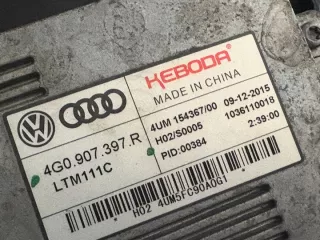 KEBODA
MADE IN CHINA
4G0.907.397.R
LTM111C
4UM 154367/00 09-12-2015
H02/S0005 1036110018
PID:00384 2:39:00
H02 4UM5FC90A0G1